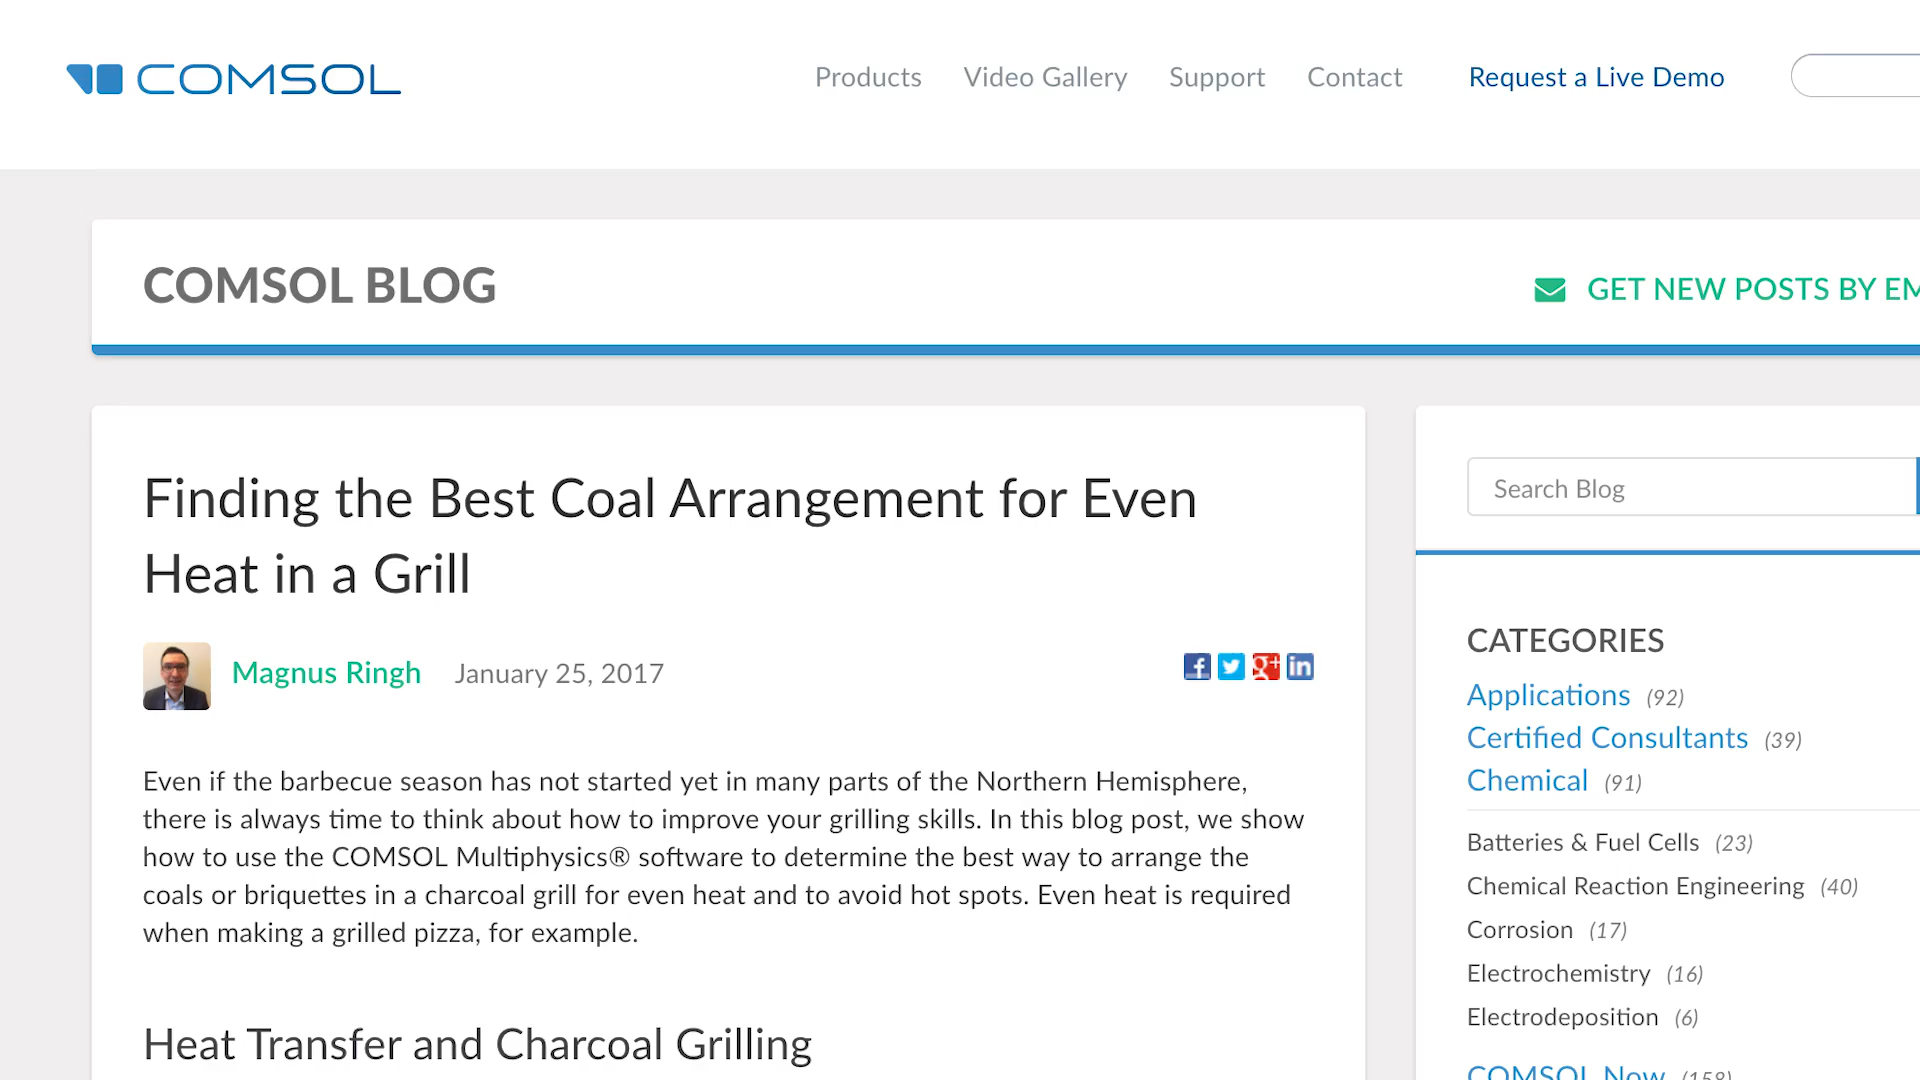 COMSOL
Products Video Gallery Support Contact Request a Live Demo
COMSOL BLOG
GET NEW POSTS BY
Finding the Best Coal Arrangement for Even
Heat in a Grill
Magnus Ringh January 25, 2017
Even if the barbecue season has not started yet in many parts of the Northern Hemisphere,
there is always time to think about how to improve your grilling skills. In this blog post, we show
how to use the COMSOL Multiphysics® software to determine the best way to arrange the
coals or briquettes in a charcoal grill for even heat and to avoid hot spots. Even heat is required
when making a grilled pizza, for example.
Heat Transfer and Charcoal Grilling
Search Blog
CATEGORIES
Applications (92)
Certified Consultants (39)
Chemical (91)
Batteries & Fuel Cells (23)
Chemical Reaction Engineering (40)
Corrosion (17)
Electrochemistry (16)
Electrodeposition (6)
COMSOL Now (158)